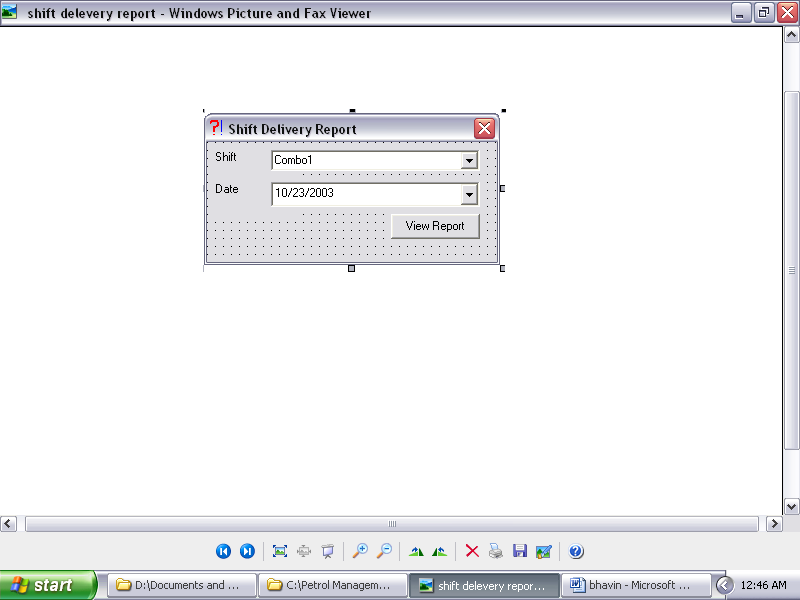 shift delevery report - Windows Picture and Fax Viewer
?! Shift Delivery Report
Shift
Combo1
Date
10/23/2003
View Report
start
D:\Documents and ...
C:\Petrol Managem...
shift delevery repor...
bhavin - Microsoft ...
12:46 AM